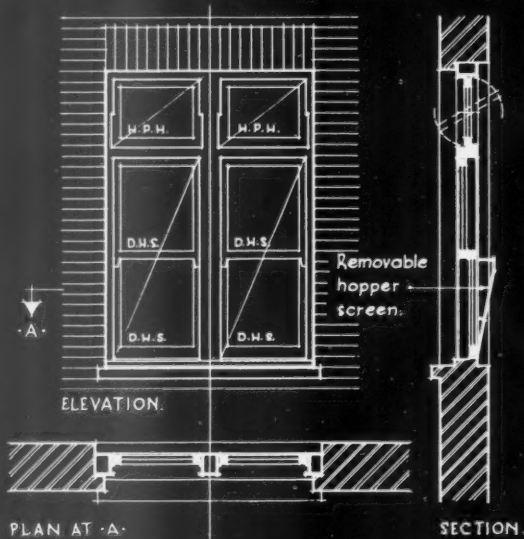 H.P.H.
H.P.H.
D.H.S.
D.H.S.
Removable
hopper
screen.
·A·
D.H.S.
D.H.S.
ELEVATION.
PLAN AT ·A·
SECTION.